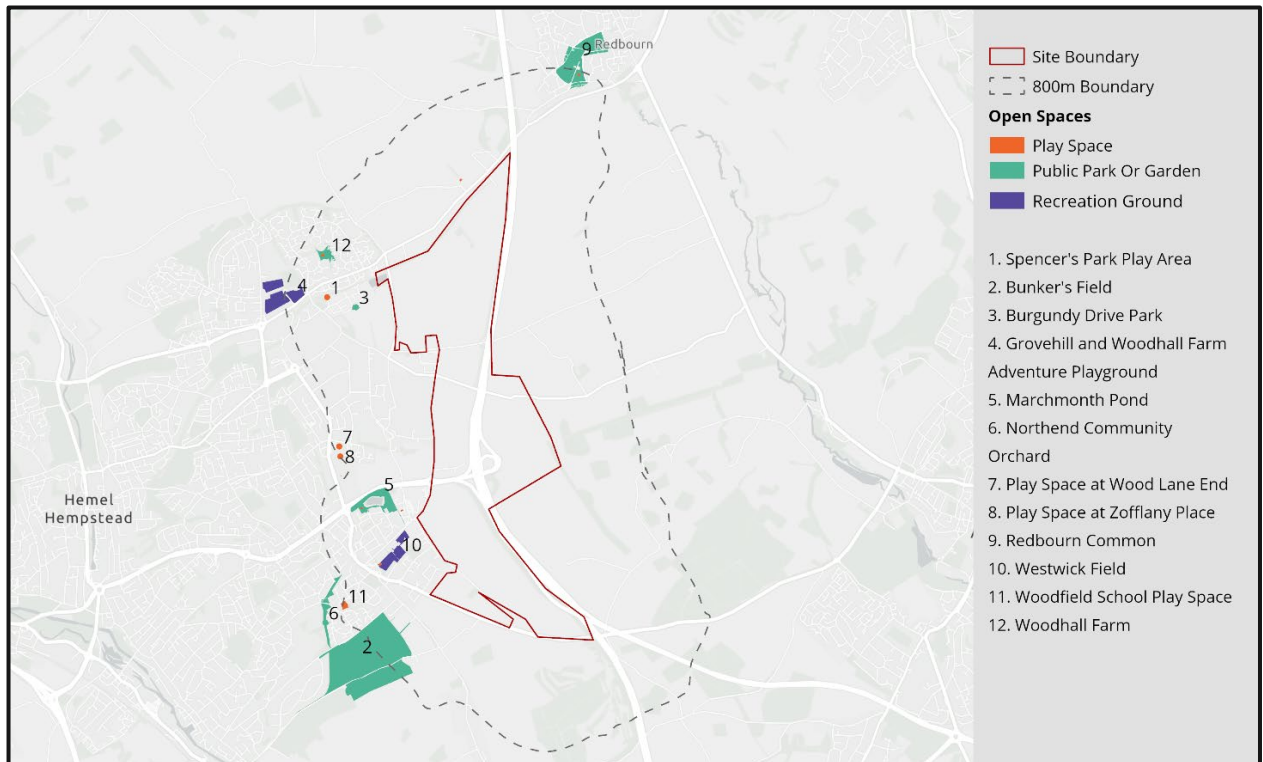 Redbourn
9
12
4
1
3
7
8
5
Hemel
Hempstead
10
11
6
2
Site Boundary
800m Boundary
Open Spaces
Play Space
Public Park Or Garden
Recreation Ground
1. Spencer's Park Play Area
2. Bunker's Field
3. Burgundy Drive Park
4. Grovehill and Woodhall Farm
Adventure Playground
5. Marchmonth Pond
6. Northend Community
Orchard
7. Play Space at Wood Lane End
8. Play Space at Zofflany Place
9. Redbourn Common
10. Westwick Field
11. Woodfield School Play Space
12. Woodhall Farm